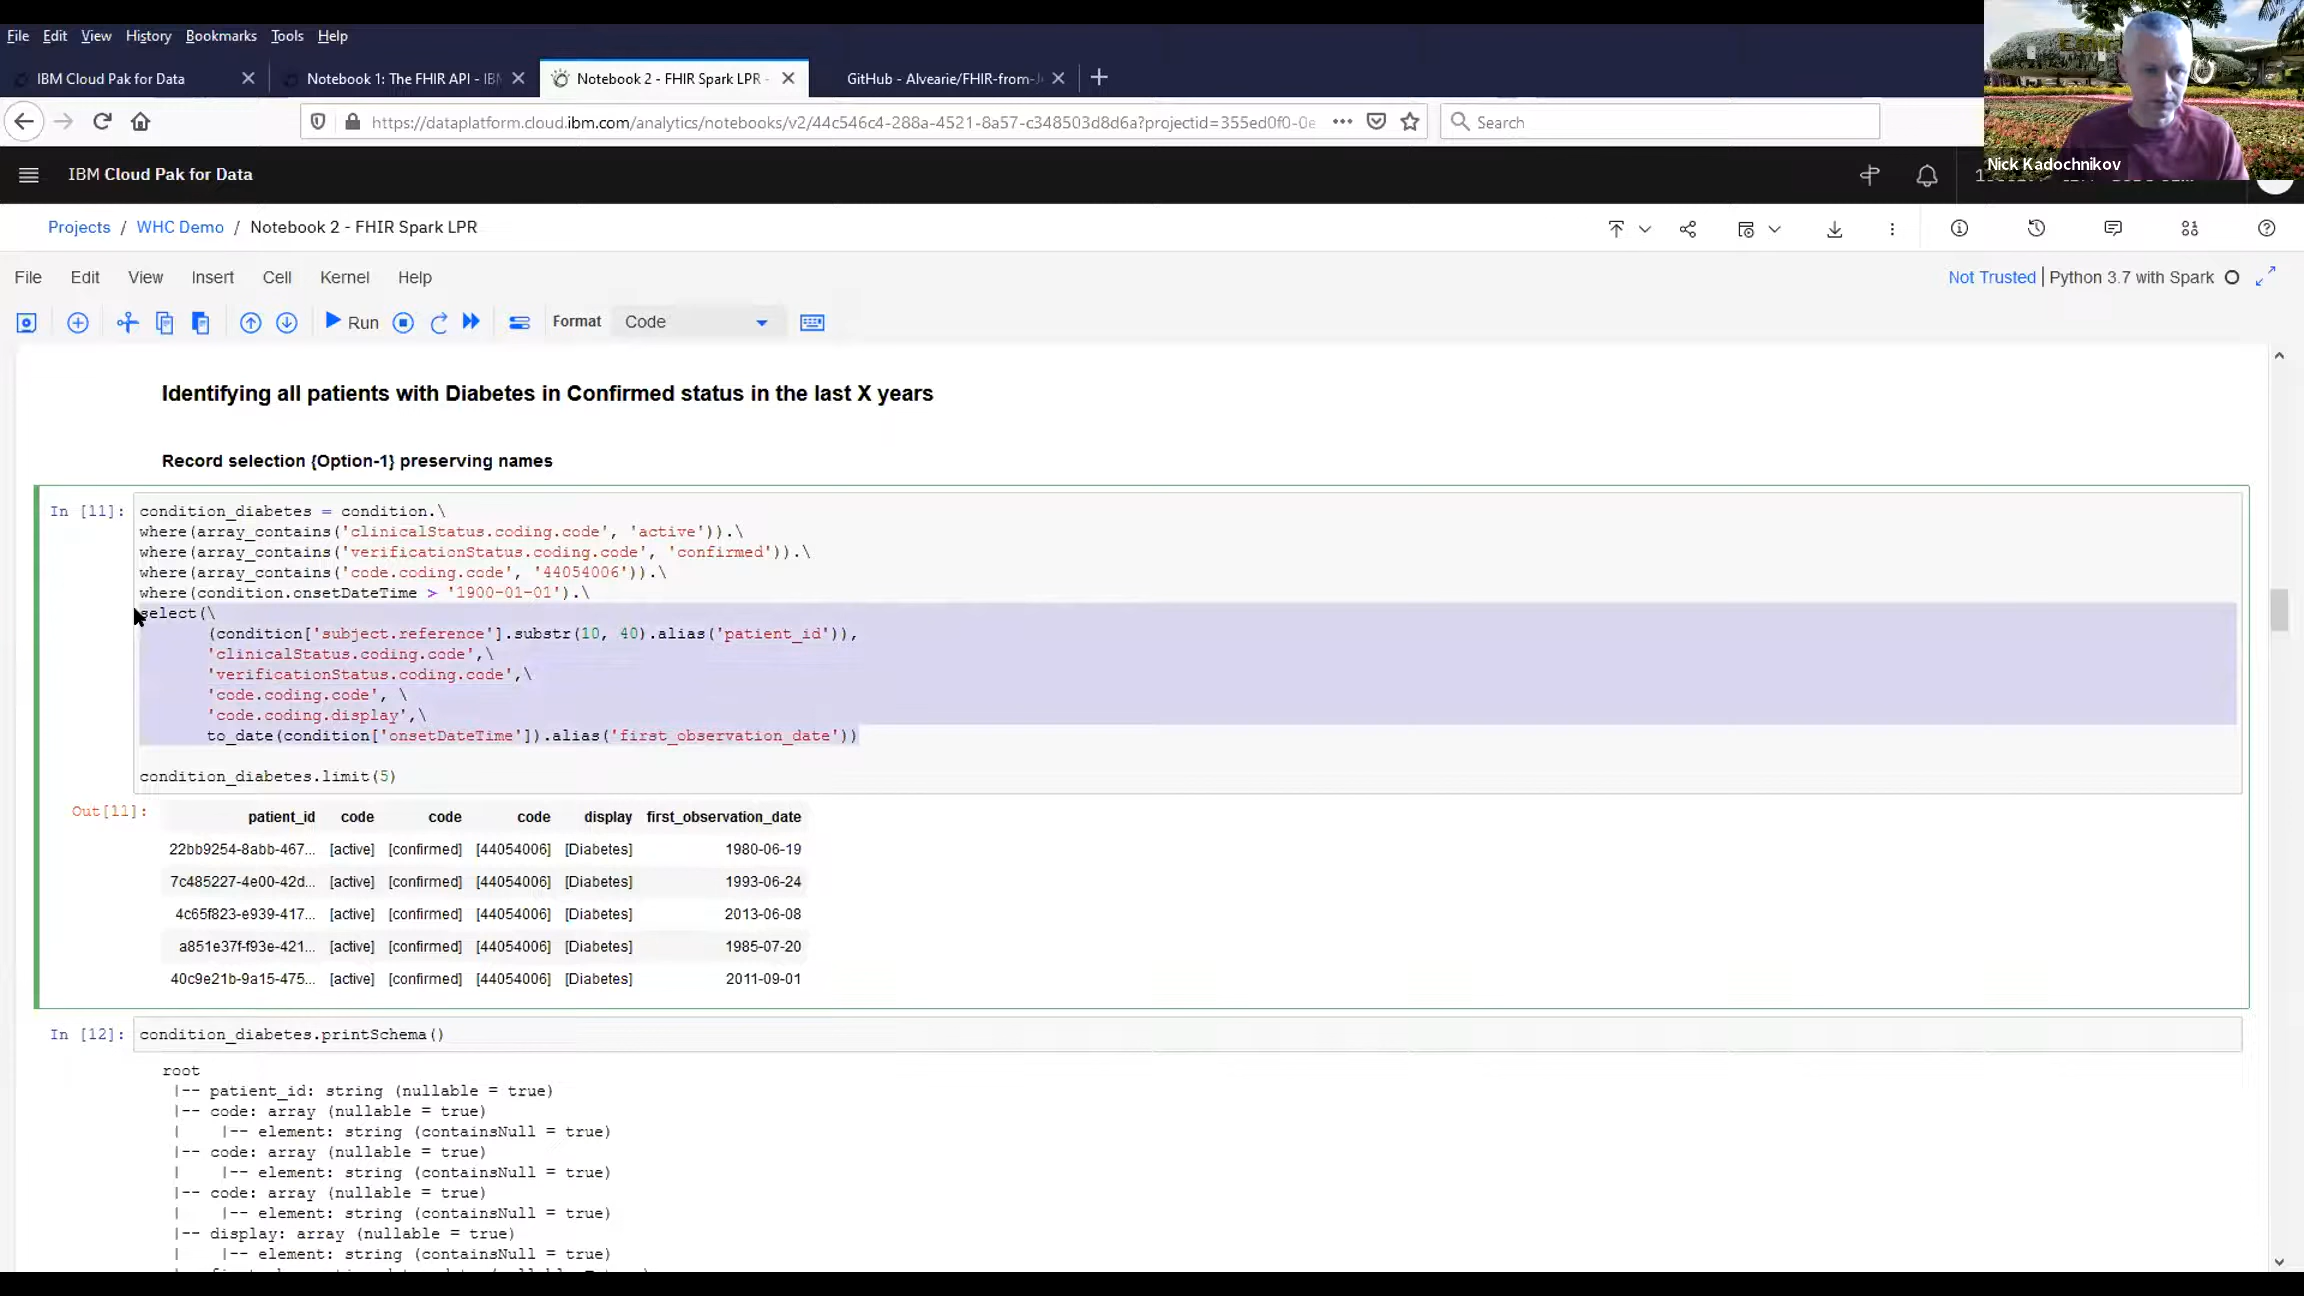 File Edit View History Bookmarks Tools Help
IBM Cloud Pak for Data
Notebook 1: The FHIR API - IB
Notebook 2 - FHIR Spark LPR -
GitHub - Alvearie/FHIR-from-
https://dataplatform.cloud.ibm.com/analytics/notebooks/v2/44c546c4-288a-4521-8a57-c348503d8d6a?projectid=355ed0f0-0e
Search
Nick Kadochnikov
IBM Cloud Pak for Data
Projects / WHC Demo / Notebook 2 - FHIR Spark LPR
File Edit View Insert Cell Kernel Help
Not Trusted | Python 3.7 with Spark
Run Format Code
Identifying all patients with Diabetes in Confirmed status in the last X years
Record selection {Option-1} preserving names
In [11]: condition_diabetes = condition.\
where(array_contains('clinicalStatus.coding.code', 'active')).\
where(array_contains('verificationStatus.coding.code', 'confirmed')).\
where(array_contains('code.coding.code', '44054006')).\
where(condition.onsetDateTime > '1900-01-01').\
select(\
(condition['subject.reference'].substr(10, 40).alias('patient_id')),
'clinicalStatus.coding.code',\
'verificationStatus.coding.code',\
'code.coding.code', \
'code.coding.display',\
to_date(condition['onsetDateTime']).alias('first_observation_date'))
condition_diabetes.limit(5)
Out[11]:
patient_id code code code display first_observation_date
22bb9254-8abb-467... [active] [confirmed] [44054006] [Diabetes] 1980-06-19
7c485227-4e00-42d... [active] [confirmed] [44054006] [Diabetes] 1993-06-24
4c65f823-e939-417... [active] [confirmed] [44054006] [Diabetes] 2013-06-08
a851e37f-f93e-421... [active] [confirmed] [44054006] [Diabetes] 1985-07-20
40c9e21b-9a15-475... [active] [confirmed] [44054006] [Diabetes] 2011-09-01
In [12]: condition_diabetes.printSchema()
root
|-- patient_id: string (nullable = true)
|-- code: array (nullable = true)
| |-- element: string (containsNull = true)
|-- code: array (nullable = true)
| |-- element: string (containsNull = true)
|-- code: array (nullable = true)
| |-- element: string (containsNull = true)
|-- display: array (nullable = true)
| |-- element: string (containsNull = true)